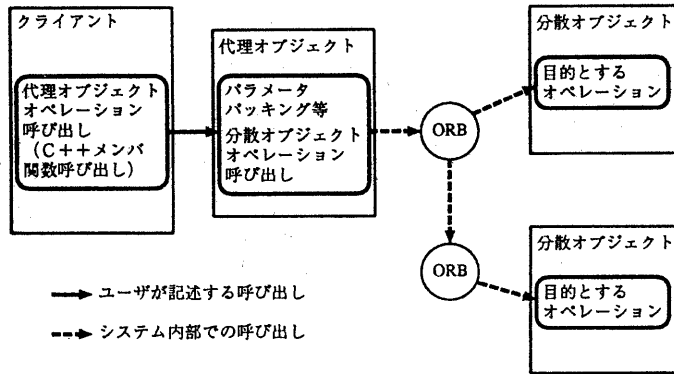 クライアント
代理オブジェクト
オペレーション
呼び出し
（C++メンバ
関数呼び出し）
代理オブジェクト
パラメータ
パッキング等
分散オブジェクト
オペレーション
呼び出し
ORB
ORB
分散オブジェクト
目的とする
オペレーション
分散オブジェクト
目的とする
オペレーション
ユーザが記述する呼び出し
システム内部での呼び出し